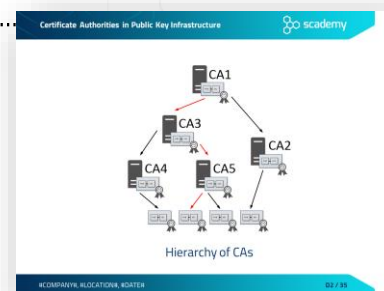 Certificate Authorities in Public Key Infrastructure
scademy
CA1
CA3
CA2
CA4
CA5
Hierarchy of CAs
#COMPANY#, #LOCATION#, #DATE#
02 / 35